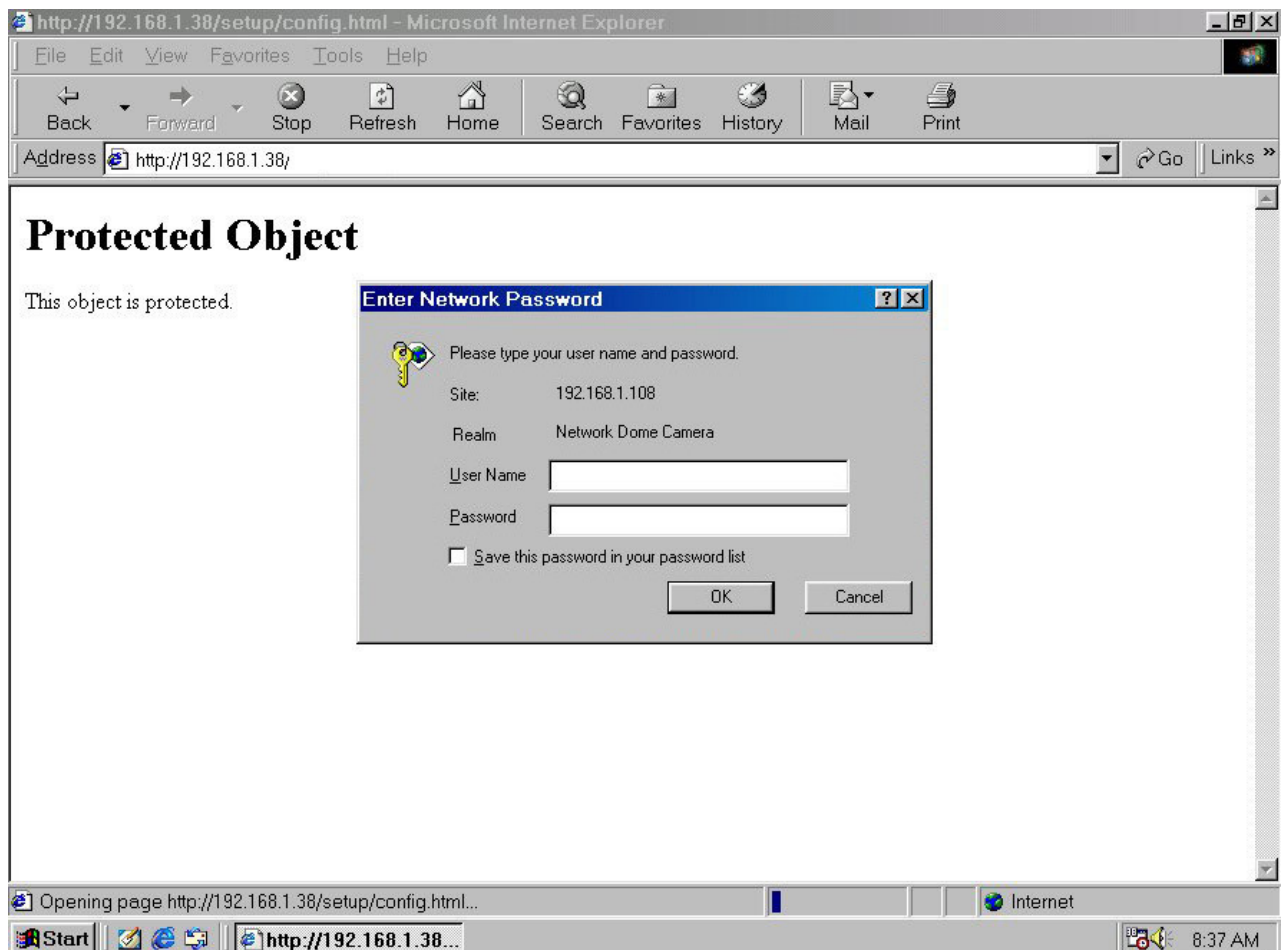 http://192.168.1.38/setup/config.html - Microsoft Internet Explorer
File Edit View Favorites Tools Help
Back Forward Stop Refresh Home Search Favorites History Mail Print
Address http://192.168.1.38/ Go Links »
Protected Object
This object is protected.
Enter Network Password
Please type your user name and password.
Site: 192.168.1.108
Realm Network Dome Camera
User Name
Password
Save this password in your password list
OK Cancel
Opening page http://192.168.1.38/setup/config.html... Internet
Start http://192.168.1.38... 8:37 AM